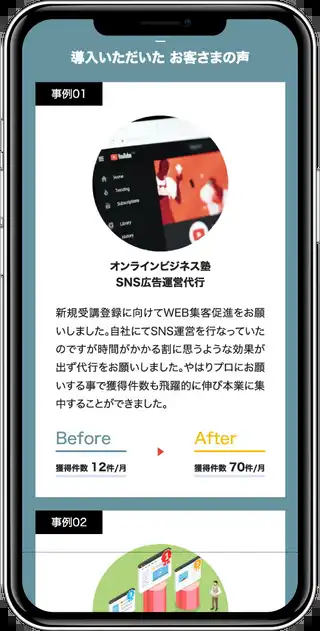 導入いただいた お客さまの声
事例01
YouTube
Home
Trending
Subscriptions
Library
History
オンラインビジネス塾
SNS広告運営代行
新規受講登録に向けてWEB集客促進をお願
いしました。自社にてSNS運営を行なっていた
のですが時間がかかる割に思うような効果が
出ず代行をお願いしました。やはりプロにお願
いする事で獲得件数も飛躍的に伸び本業に集
中することができました。
Before
After
獲得件数 12件/月
獲得件数 70件/月
事例02